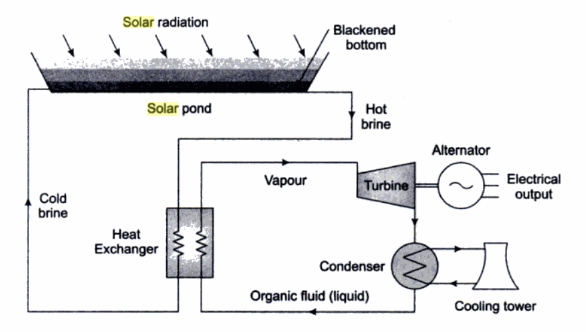 Solar radiation
Blackened
bottom
Solar pond
Hot
brine
Alternator
Vapour
Turbine
Electrical
output
Cold
brine
Heat
Exchanger
Condenser
Organic fluid (liquid)
Cooling tower